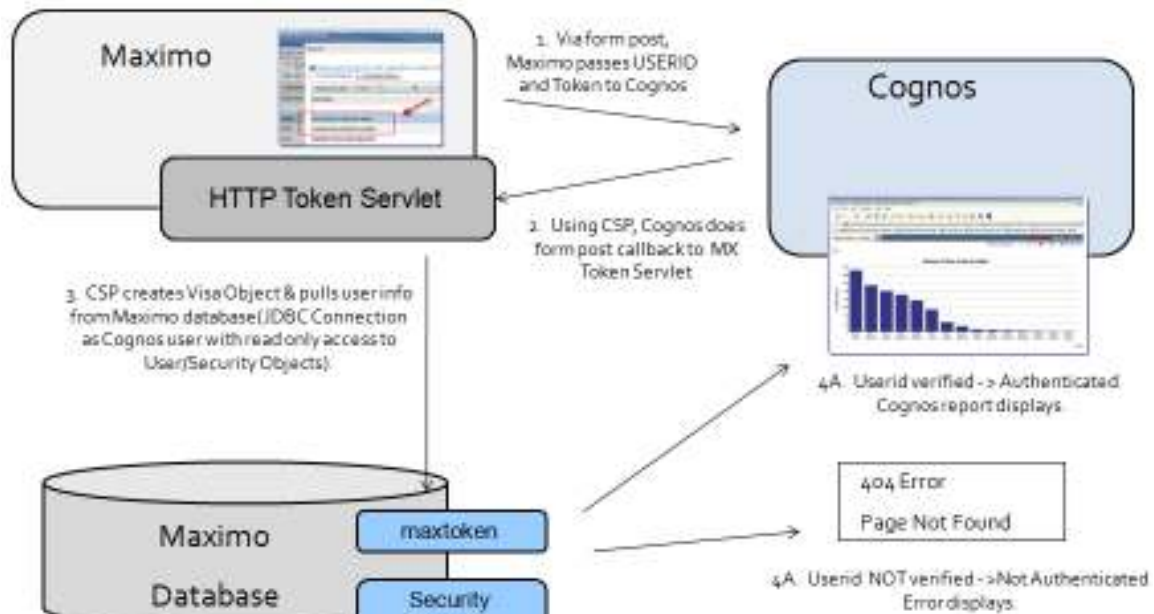 Maximo
HTTP Token Servlet
1. Via form post,
Maximo passes USERID
and Token to Cognos
Cognos
2. Using CSP, Cognos does
form post callback to MX
Token Servlet
3. CSP creates Visa Object & pulls user info
from Maximo database(JDBC Connection
as Cognos user with read only access to
User/Security Objects)
4A. Userid verified -> Authenticated
Cognos report displays
404 Error
Page Not Found
4A. Userid NOT verified ->Not Authenticated
Error displays
Maximo
Database
maxtoken
Security